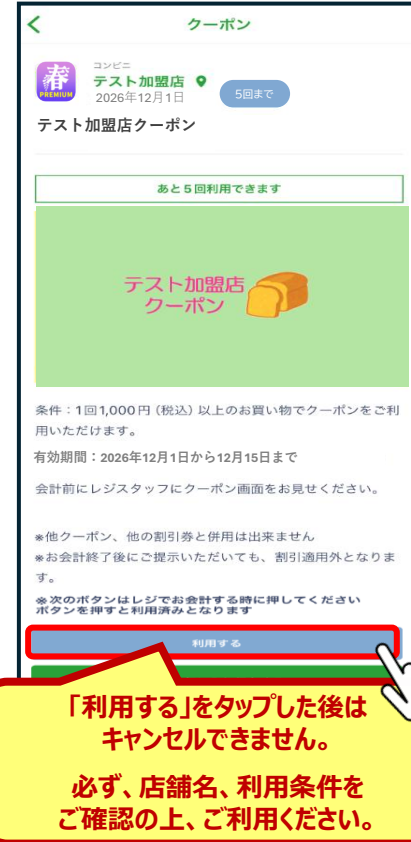 クーポン
コンビニ
春
PREMIUM
テスト加盟店
2026年12月1日
5回まで
テスト加盟店クーポン
あと5回利用できます
テスト加盟店
クーポン
条件：1回1,000円（税込）以上のお買い物でクーポンをご利
用いただけます。
有効期間：2026年12月1日から12月15日まで
会計前にレジスタッフにクーポン画面をお見せください。
※他クーポン、他の割引券と併用は出来ません
※お会計終了後にご提示いただいても、割引適用外となりま
す。
※次のボタンはレジでお会計する時に押してください
ボタンを押すと利用済みとなります
利用する
「利用する」をタップした後は
キャンセルできません。
必ず、店舗名、利用条件を
ご確認の上、ご利用ください。